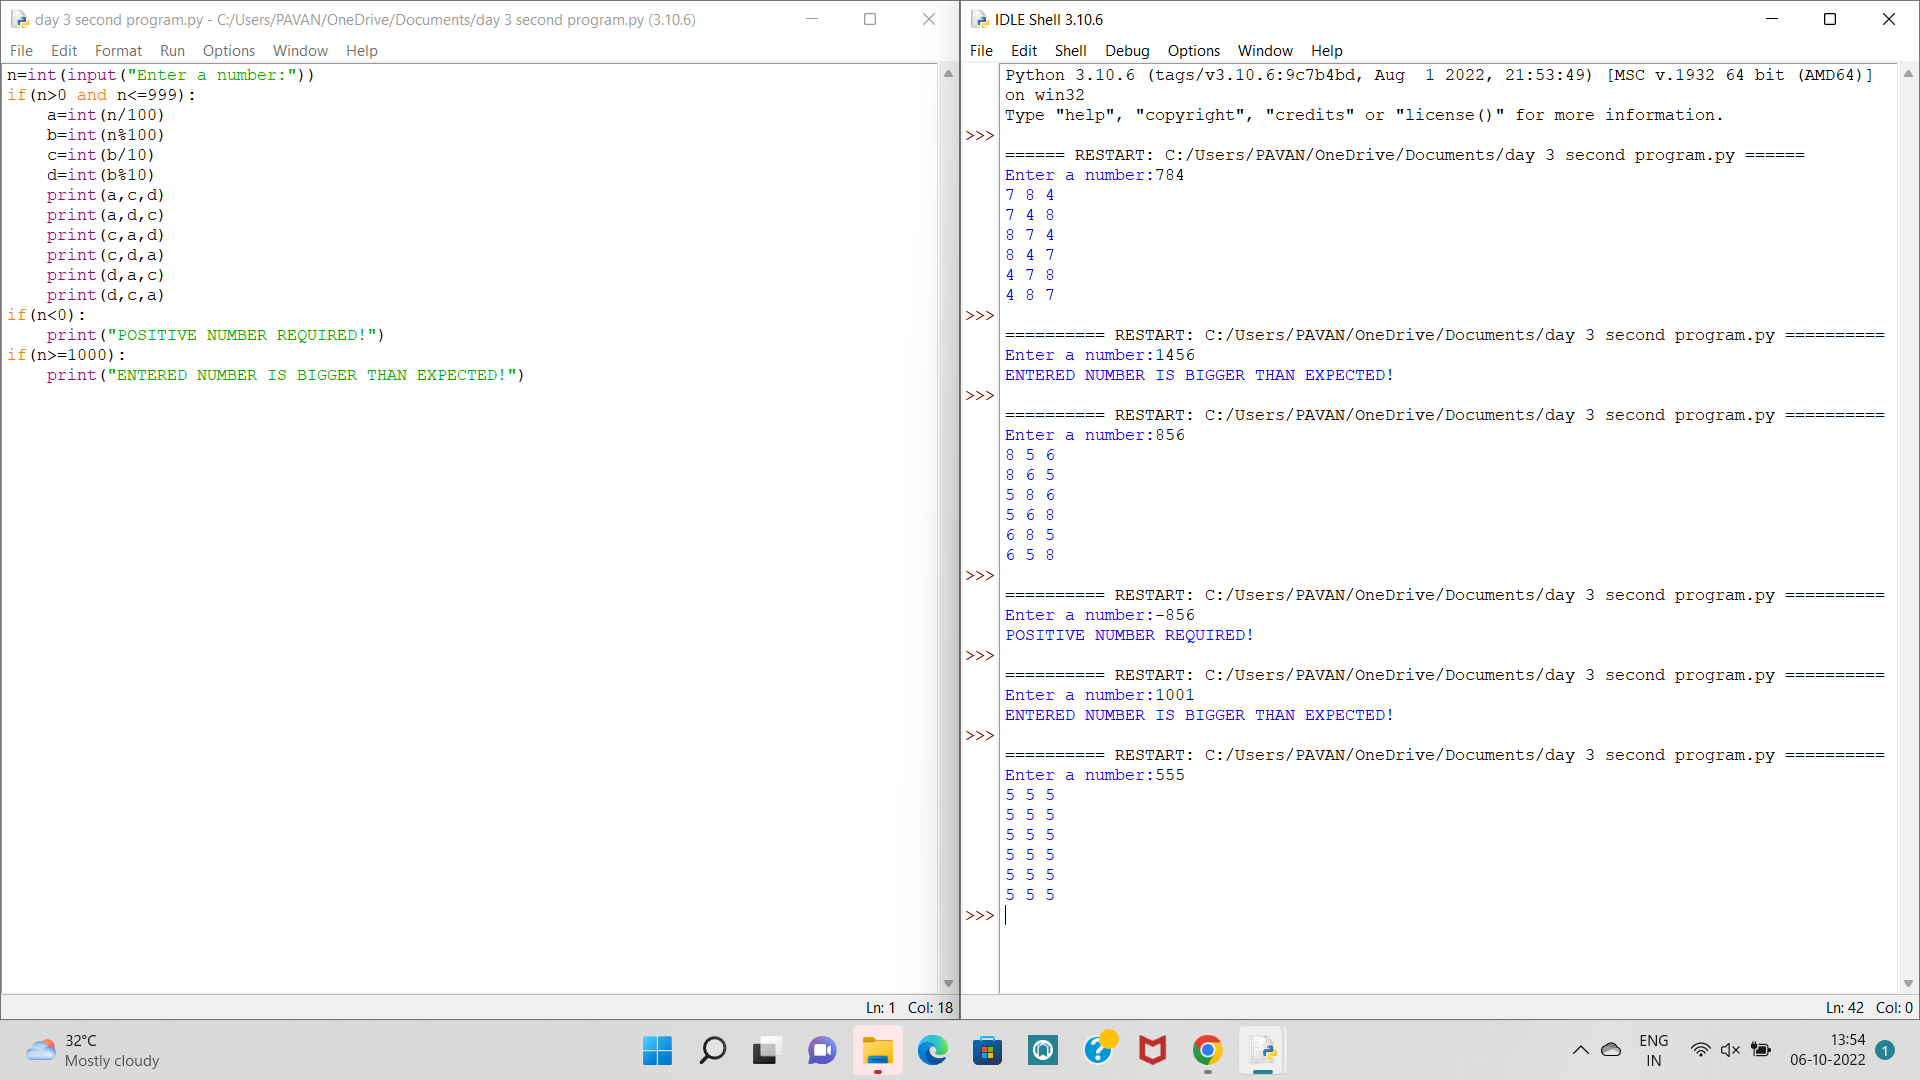 day 3 second program.py - C:/Users/PAVAN/OneDrive/Documents/day 3 second program.py (3.10.6)
File Edit Format Run Options Window Help
n=int(input("Enter a number:"))
if(n>0 and n<=999):
    a=int(n/100)
    b=int(n%100)
    c=int(b/10)
    d=int(b%10)
    print(a,c,d)
    print(a,d,c)
    print(c,a,d)
    print(c,d,a)
    print(d,a,c)
    print(d,c,a)
if(n<0):
    print("POSITIVE NUMBER REQUIRED!")
if(n>=1000):
    print("ENTERED NUMBER IS BIGGER THAN EXPECTED!")
Ln: 1 Col: 18
IDLE Shell 3.10.6
File Edit Shell Debug Options Window Help
Python 3.10.6 (tags/v3.10.6:9c7b4bd, Aug  1 2022, 21:53:49) [MSC v.1932 64 bit (AMD64)]
on win32
Type "help", "copyright", "credits" or "license()" for more information.
>>>
====== RESTART: C:/Users/PAVAN/OneDrive/Documents/day 3 second program.py ======
Enter a number:784
7 8 4
7 4 8
8 7 4
8 4 7
4 7 8
4 8 7
>>>
========== RESTART: C:/Users/PAVAN/OneDrive/Documents/day 3 second program.py ==========
Enter a number:1456
ENTERED NUMBER IS BIGGER THAN EXPECTED!
>>>
========== RESTART: C:/Users/PAVAN/OneDrive/Documents/day 3 second program.py ==========
Enter a number:856
8 5 6
8 6 5
5 8 6
5 6 8
6 8 5
6 5 8
>>>
========== RESTART: C:/Users/PAVAN/OneDrive/Documents/day 3 second program.py ==========
Enter a number:-856
POSITIVE NUMBER REQUIRED!
>>>
========== RESTART: C:/Users/PAVAN/OneDrive/Documents/day 3 second program.py ==========
Enter a number:1001
ENTERED NUMBER IS BIGGER THAN EXPECTED!
>>>
========== RESTART: C:/Users/PAVAN/OneDrive/Documents/day 3 second program.py ==========
Enter a number:555
5 5 5
5 5 5
5 5 5
5 5 5
5 5 5
5 5 5
>>>
Ln: 42 Col: 0
32°C
Mostly cloudy
ENG
IN
13:54
06-10-2022
1